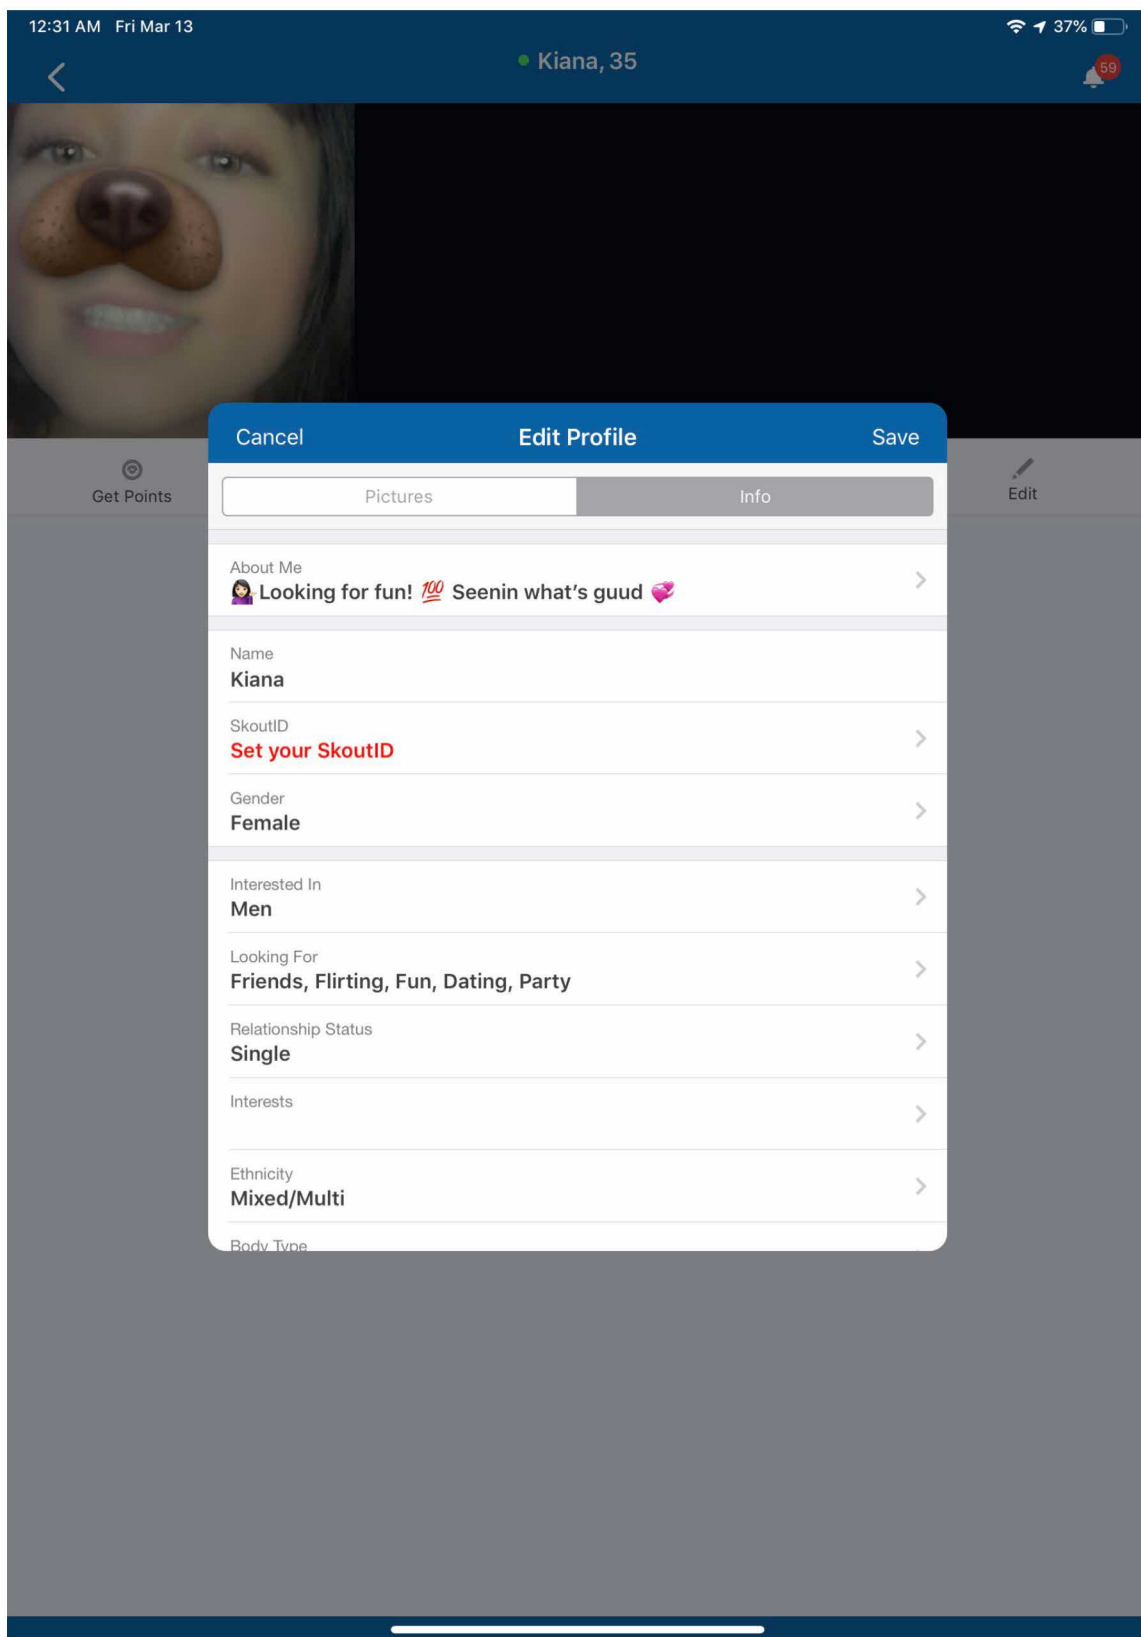 12:31 AM Fri Mar 13
37%
Kiana, 35
59
Cancel Edit Profile Save
Get Points
Edit
Pictures Info
About Me
💁🏻‍♀️Looking for fun! 💯 Seenin what's guud 💞
Name
Kiana
SkoutID
Set your SkoutID
Gender
Female
Interested In
Men
Looking For
Friends, Flirting, Fun, Dating, Party
Relationship Status
Single
Interests
Ethnicity
Mixed/Multi
Body Type